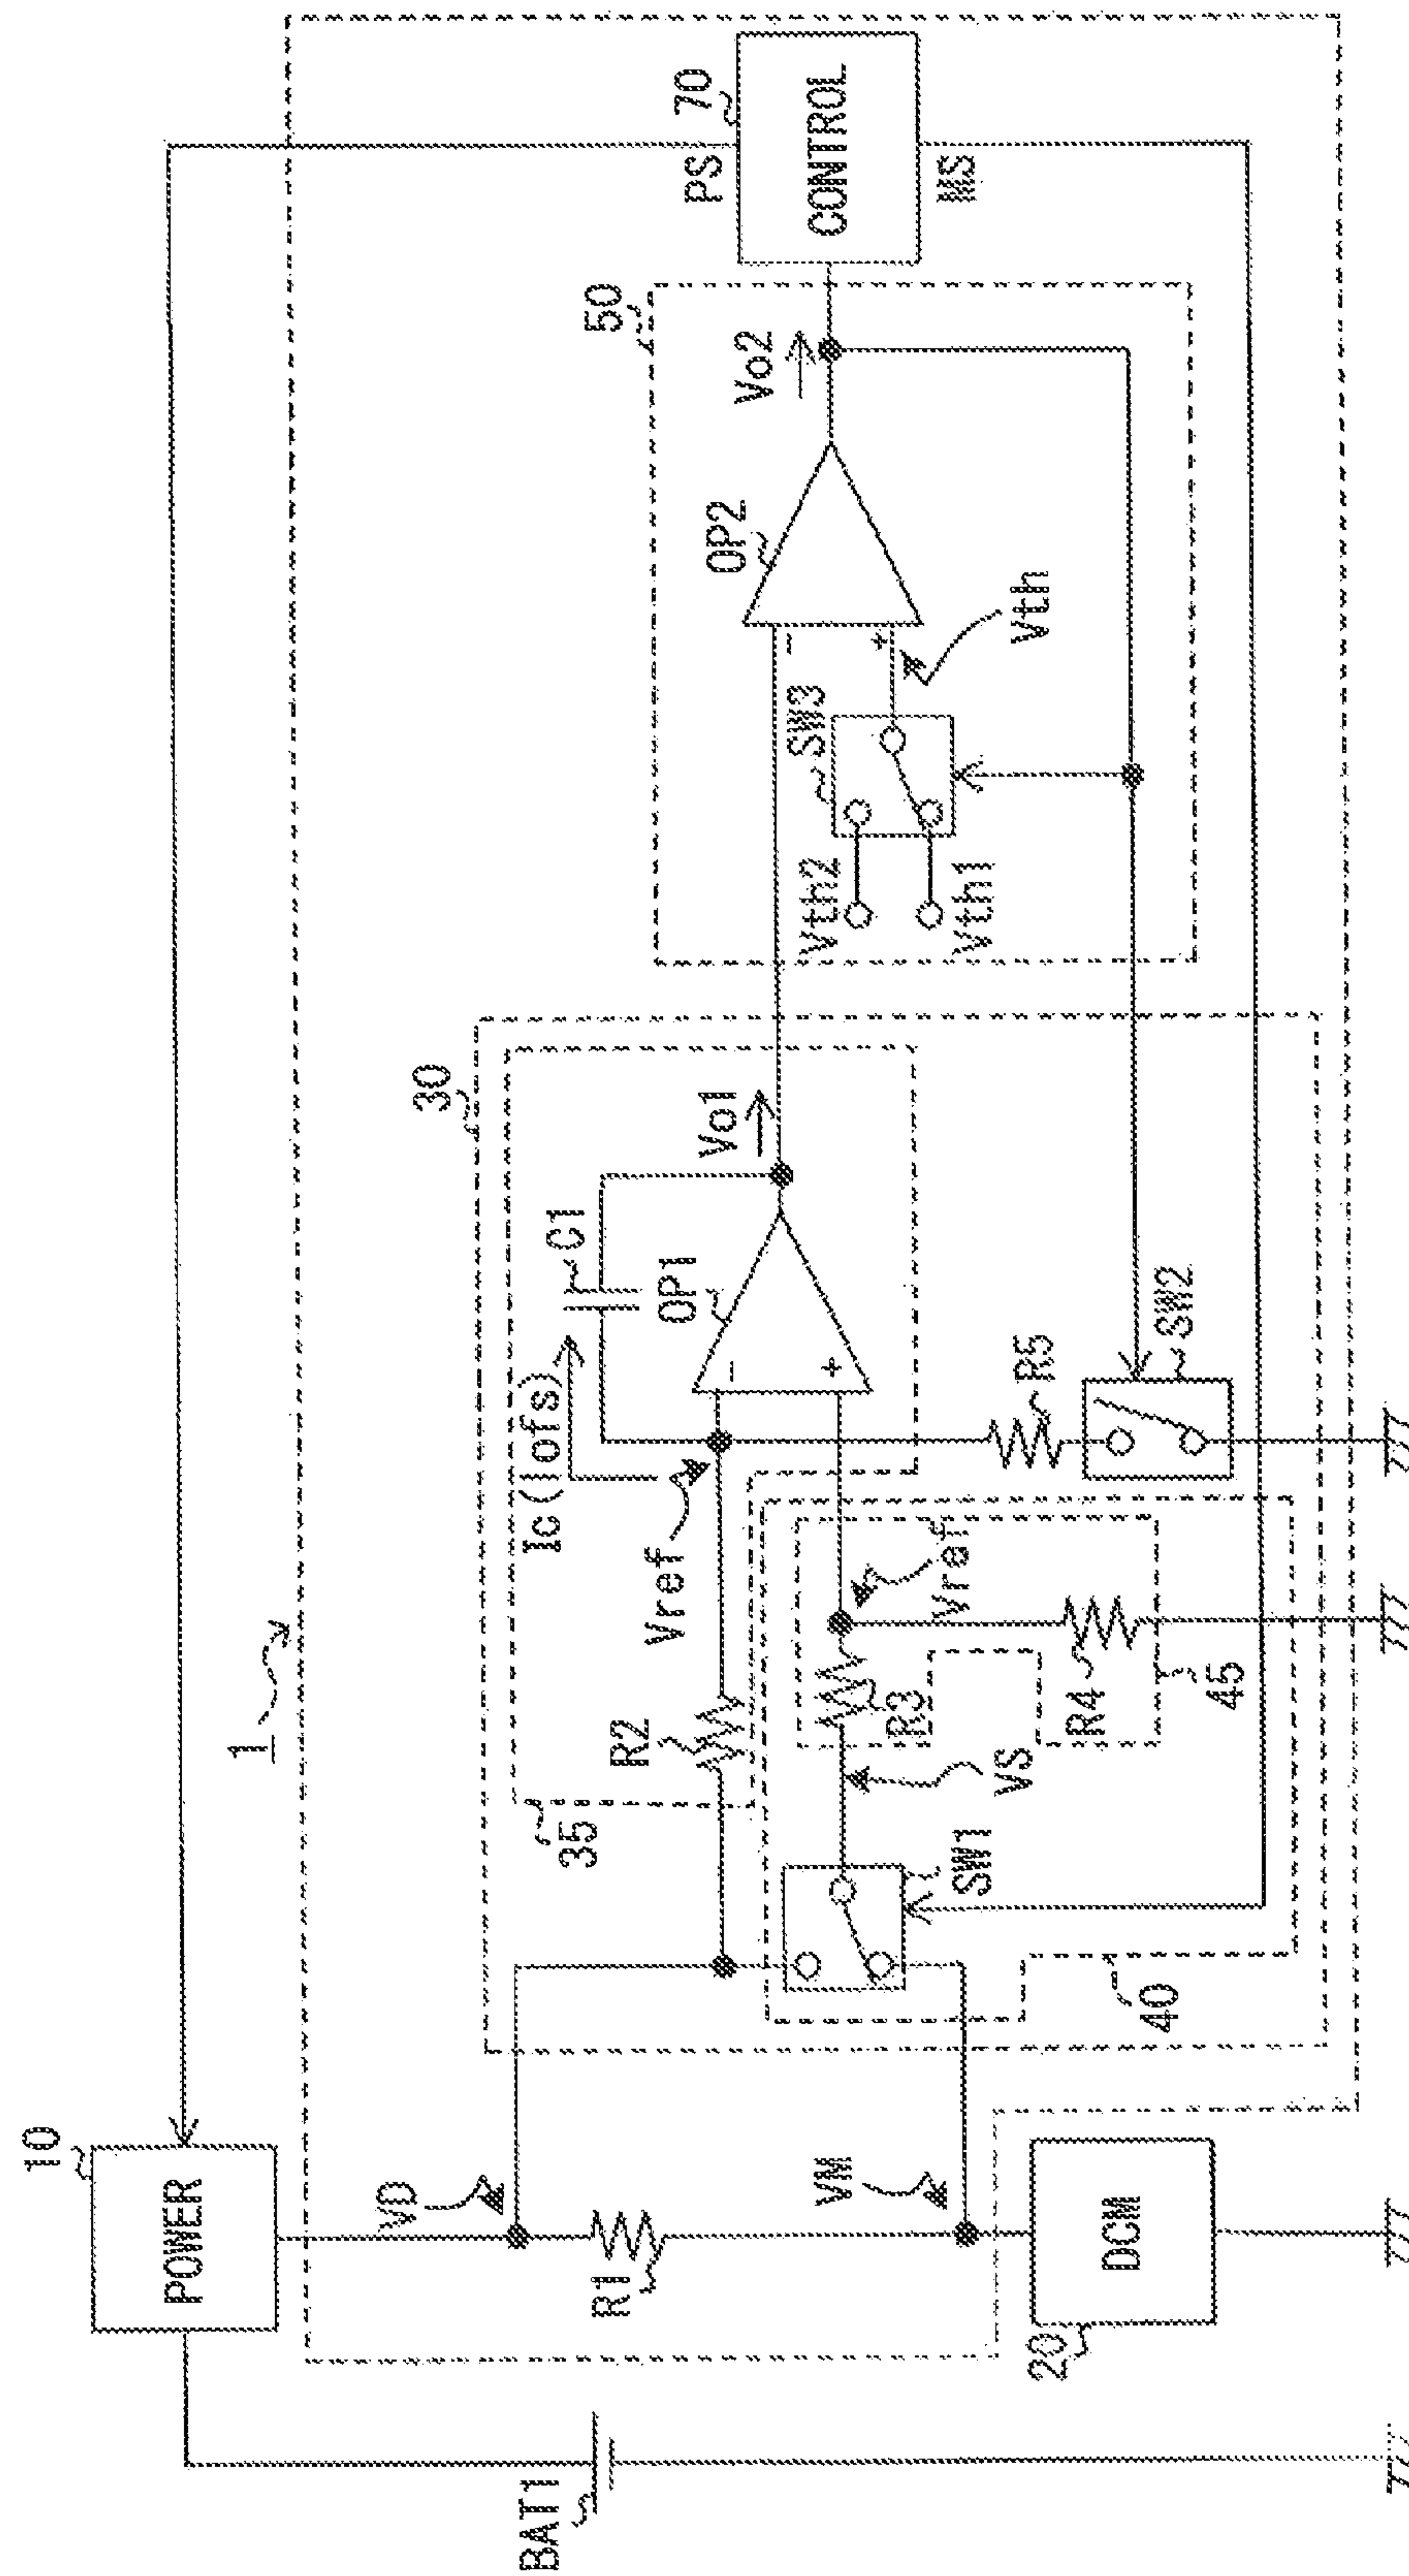 1
10
POWER
PS
70
CONTROL
MS
50
Vo2
OP2
Vth
SW3
Vth2
Vth1
30
Vo1
C1
OP1
Ic(Iofs)
-
+
-
+
Vref
Vref
R2
35
R3
R4
45
VS
SW1
40
R5
SW2
VD
VM
R1
DCM
20
BAT1